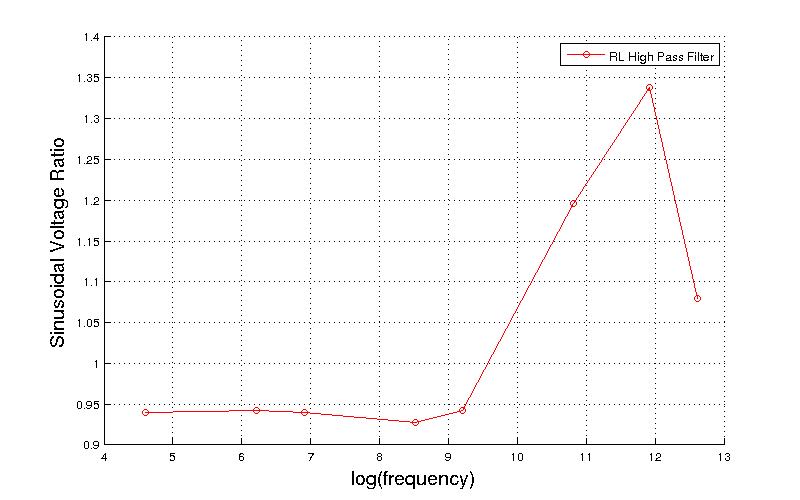 1.4
RL High Pass Filter
1.35
1.3
1.25
1.2
1.15
1.1
1.05
1
0.95
0.9
Sinusoidal Voltage Ratio
4 5 6 7 8 9 10 11 12 13
log(frequency)